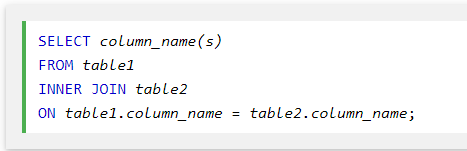 SELECT column_name(s)
FROM table1
INNER JOIN table2
ON table1.column_name = table2.column_name;